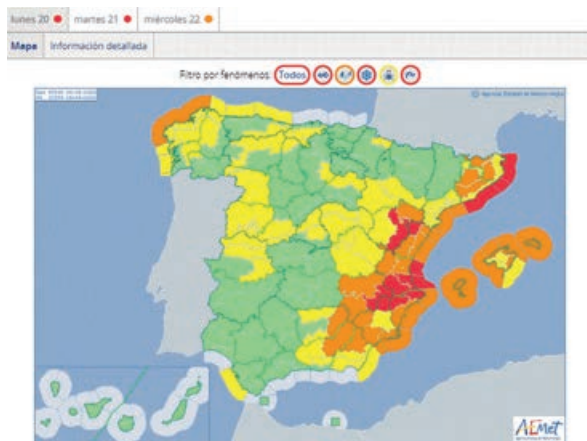 lunes 20 martes 21 miércoles 22
Mapa Información detallada
Filtro por fenómenos: Todos
AEmet